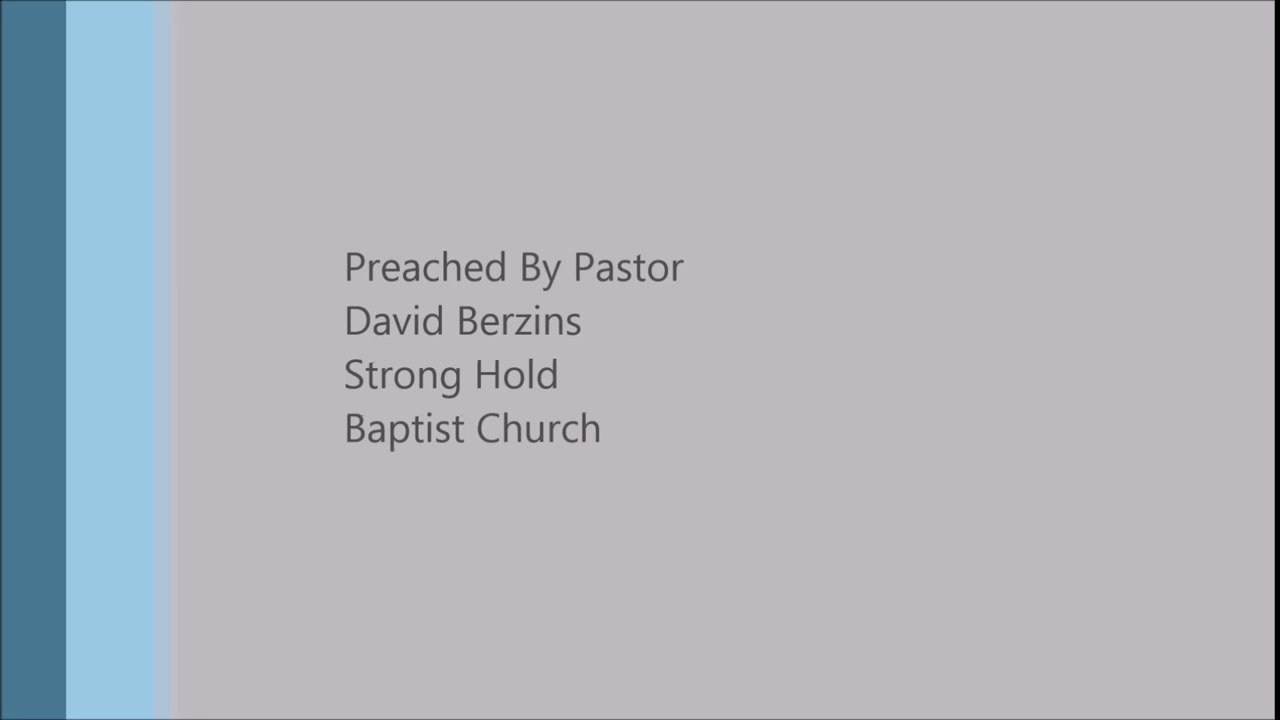 Preached By Pastor
David Berzins
Strong Hold
Baptist Church